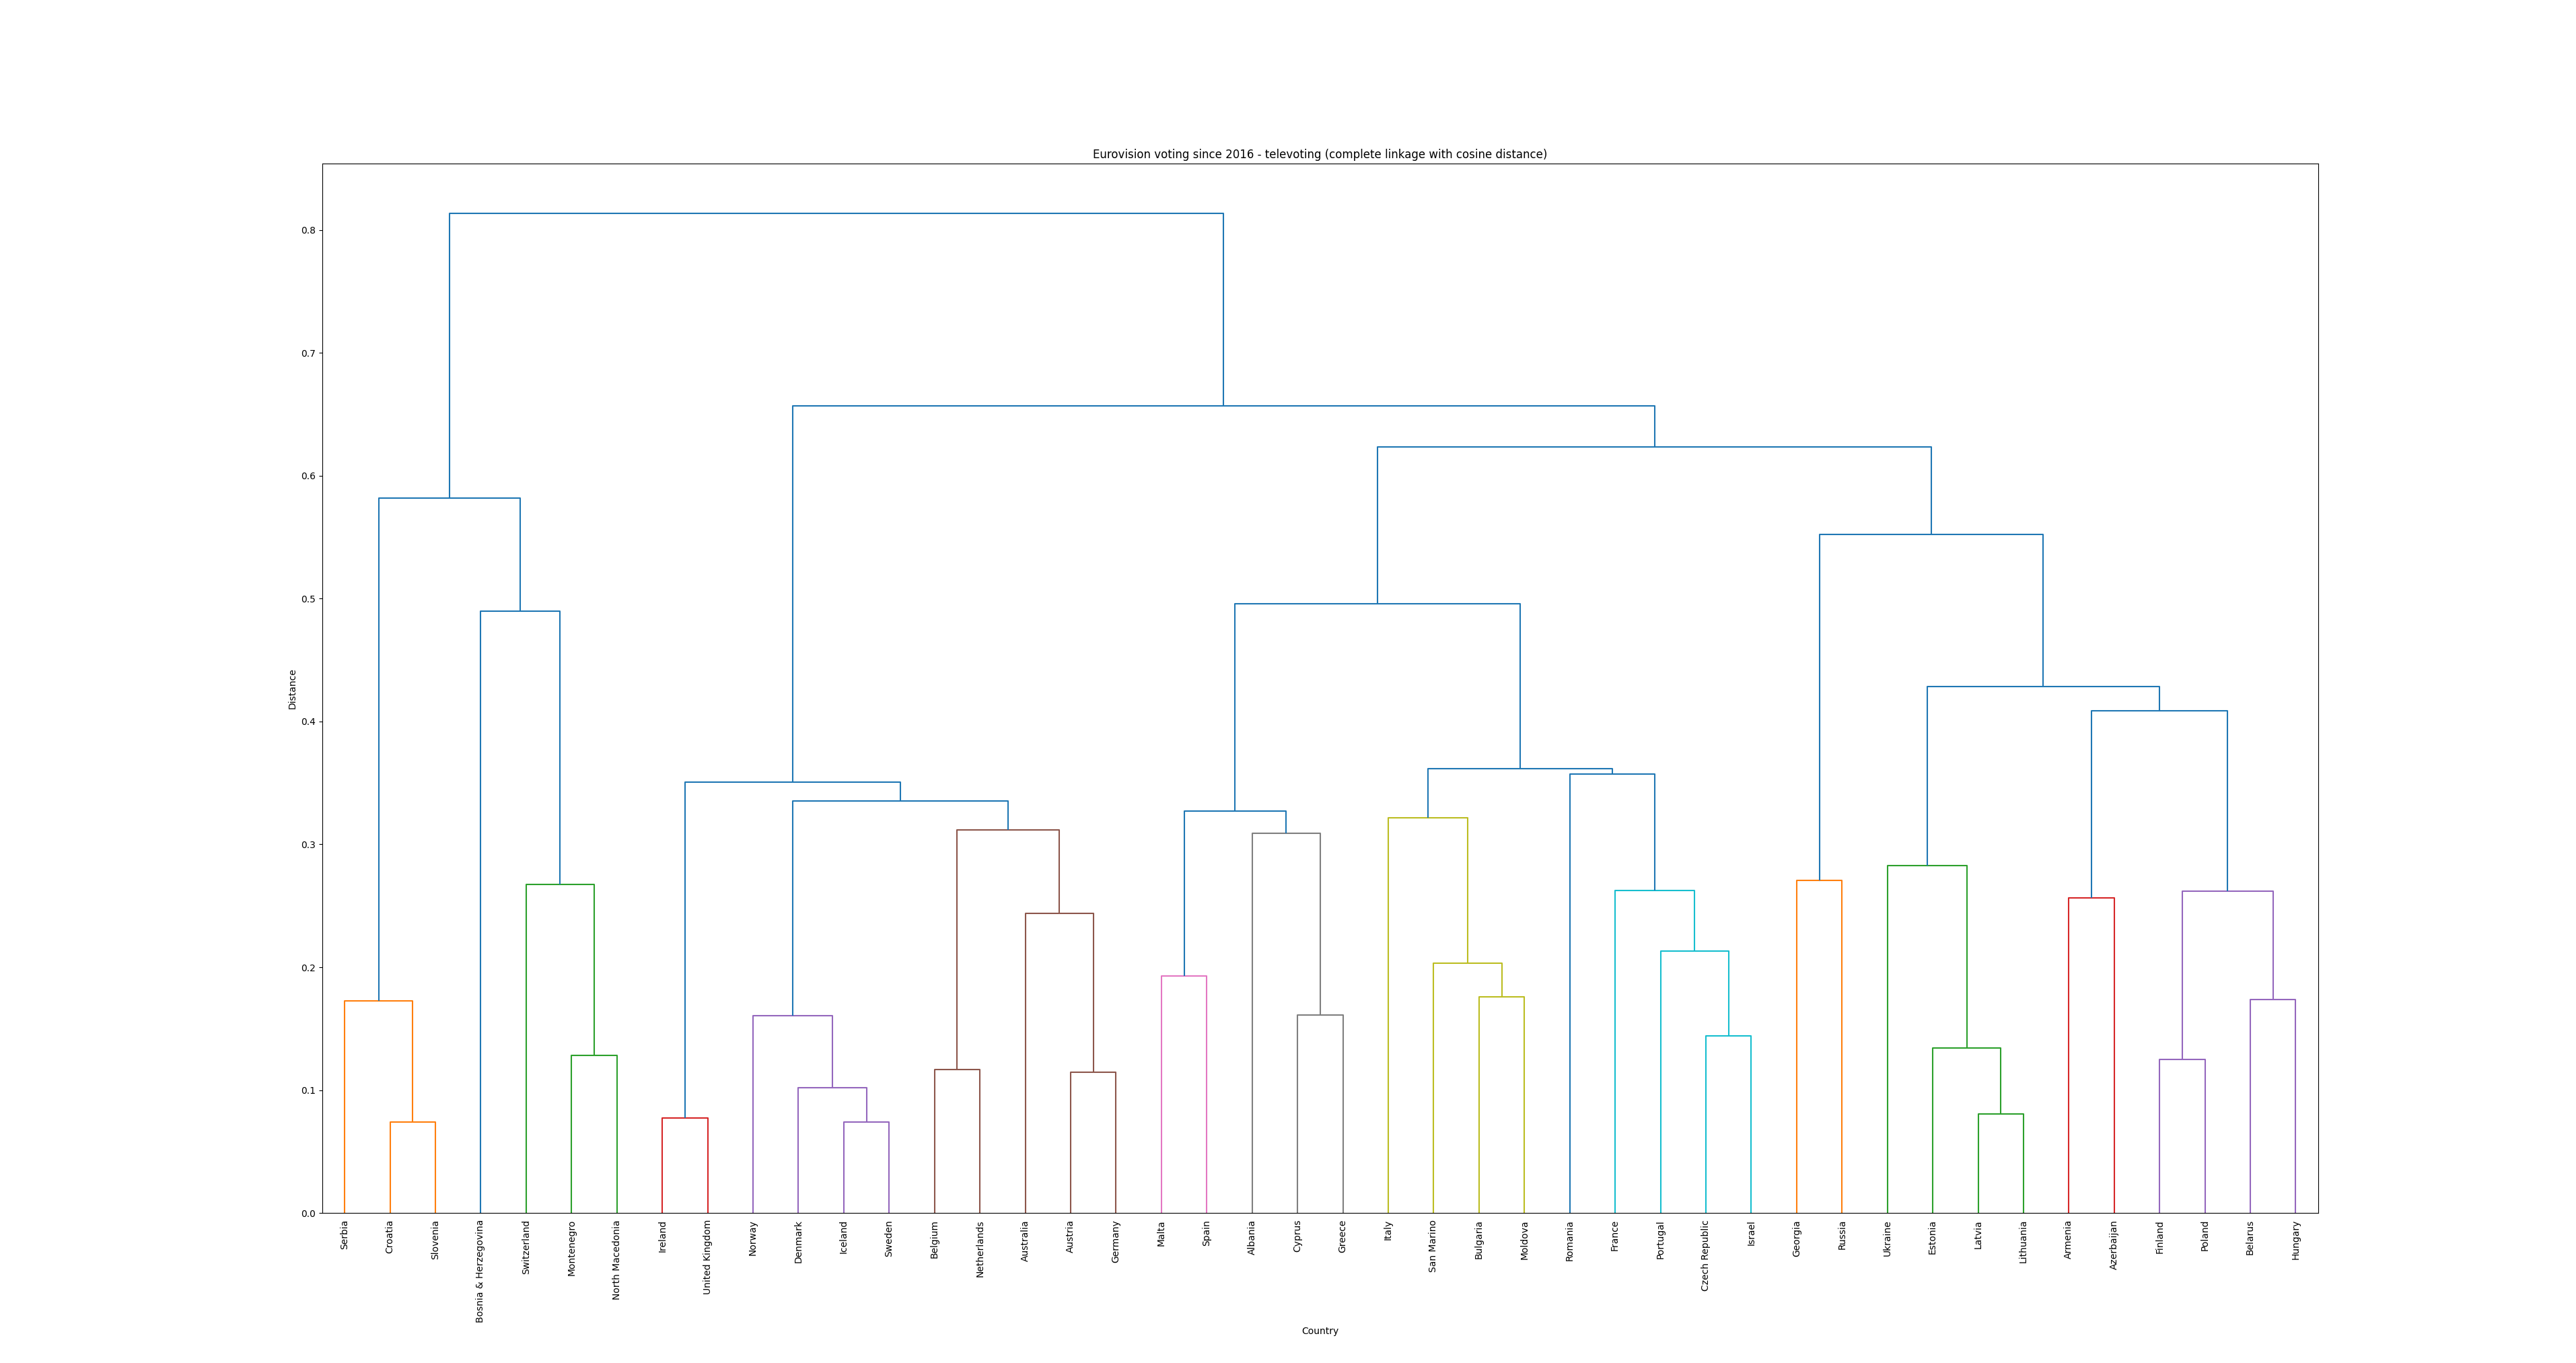 Eurovision voting since 2016 - televoting (complete linkage with cosine distance)
0.8
0.7
0.6
0.5
0.4
0.3
0.2
0.1
0.0
Distance
Serbia
Croatia
Slovenia
Bosnia & Herzegovina
Switzerland
Montenegro
North Macedonia
Ireland
United Kingdom
Norway
Denmark
Iceland
Sweden
Belgium
Netherlands
Australia
Austria
Germany
Malta
Spain
Albania
Cyprus
Greece
Italy
San Marino
Bulgaria
Moldova
Romania
France
Portugal
Czech Republic
Israel
Georgia
Russia
Ukraine
Estonia
Latvia
Lithuania
Armenia
Azerbaijan
Finland
Poland
Belarus
Hungary
Country